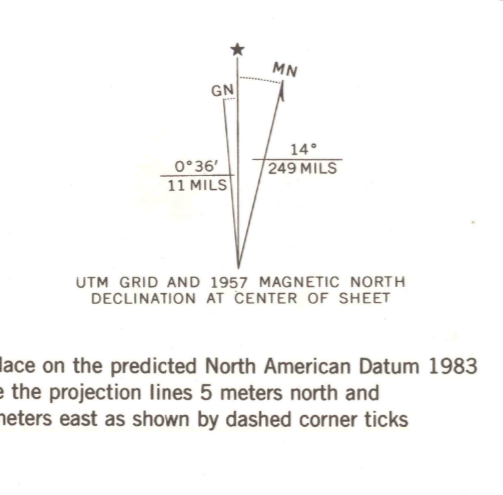 ★
MN
GN
14°
0°36′
249 MILS
11 MILS
UTM GRID AND 1957 MAGNETIC NORTH
DECLINATION AT CENTER OF SHEET
on the predicted North American Datum 1983
the projection lines 5 meters north and
east as shown by dashed corner ticks